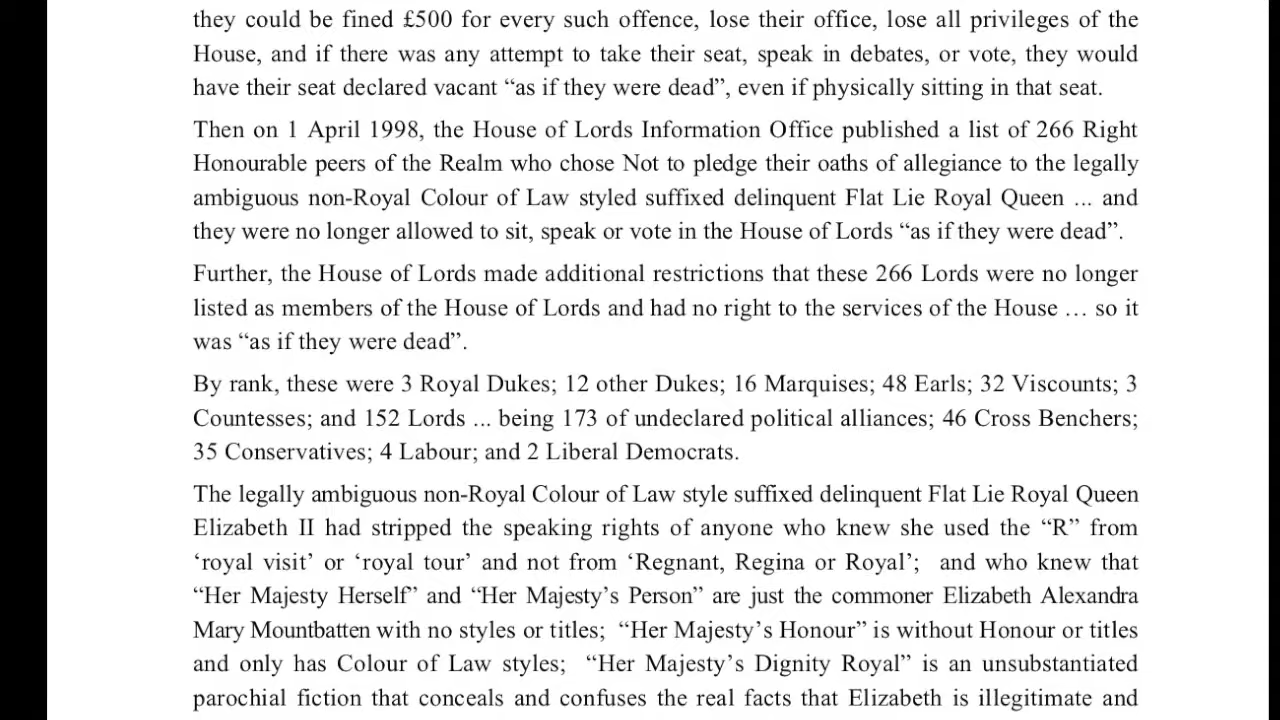 they could be fined £500 for every such offence, lose their office, lose all privileges of the
House, and if there was any attempt to take their seat, speak in debates, or vote, they would
have their seat declared vacant “as if they were dead”, even if physically sitting in that seat.
Then on 1 April 1998, the House of Lords Information Office published a list of 266 Right
Honourable peers of the Realm who chose Not to pledge their oaths of allegiance to the legally
ambiguous non-Royal Colour of Law styled suffixed delinquent Flat Lie Royal Queen ... and
they were no longer allowed to sit, speak or vote in the House of Lords “as if they were dead”.
Further, the House of Lords made additional restrictions that these 266 Lords were no longer
listed as members of the House of Lords and had no right to the services of the House … so it
was “as if they were dead”.
By rank, these were 3 Royal Dukes; 12 other Dukes; 16 Marquises; 48 Earls; 32 Viscounts; 3
Countesses; and 152 Lords ... being 173 of undeclared political alliances; 46 Cross Benchers;
35 Conservatives; 4 Labour; and 2 Liberal Democrats.
The legally ambiguous non-Royal Colour of Law style suffixed delinquent Flat Lie Royal Queen
Elizabeth II had stripped the speaking rights of anyone who knew she used the “R” from
‘royal visit’ or ‘royal tour’ and not from ‘Regnant, Regina or Royal’;  and who knew that
“Her Majesty Herself” and “Her Majesty’s Person” are just the commoner Elizabeth Alexandra
Mary Mountbatten with no styles or titles;  “Her Majesty’s Honour” is without Honour or titles
and only has Colour of Law styles;  “Her Majesty’s Dignity Royal” is an unsubstantiated
parochial fiction that conceals and confuses the real facts that Elizabeth is illegitimate and